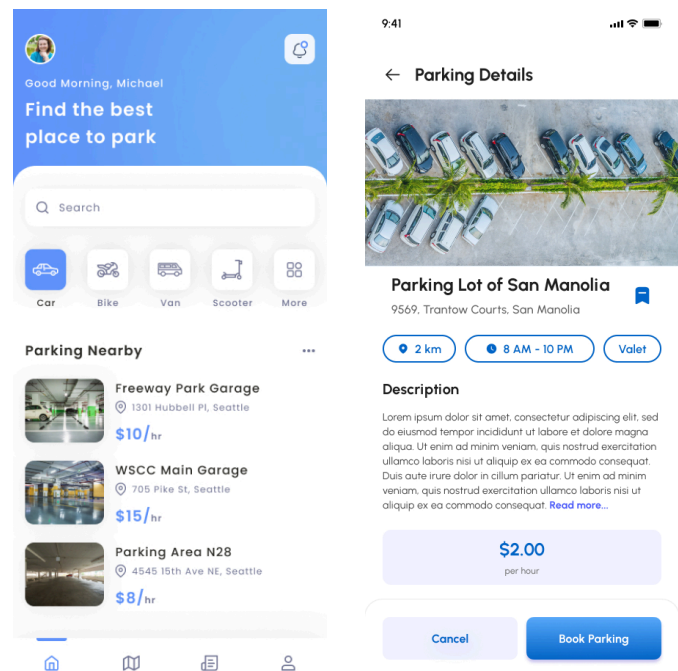 Good Morning, Michael
Find the best
place to park
Search
Car
Bike
Van
Scooter
More
Parking Nearby
Freeway Park Garage
1301 Hubbell Pl, Seattle
$10/hr
WSCC Main Garage
705 Pike St, Seattle
$15/hr
Parking Area N28
4545 15th Ave NE, Seattle
$8/hr
9:41
Parking Details
Parking Lot of San Manolia
9569, Trantow Courts, San Manolia
2 km
8 AM - 10 PM
Valet
Description
Lorem ipsum dolor sit amet, consectetur adipiscing elit, sed
do eiusmod tempor incididunt ut labore et dolore magna
aliqua. Ut enim ad minim veniam, quis nostrud exercitation
ullamco laboris nisi ut aliquip ex ea commodo consequat.
Duis aute irure dolor in cillum pariatur. Ut enim ad minim
veniam, quis nostrud exercitation ullamco laboris nisi ut
aliquip ex ea commodo consequat. Read more...
$2.00
per hour
Cancel
Book Parking